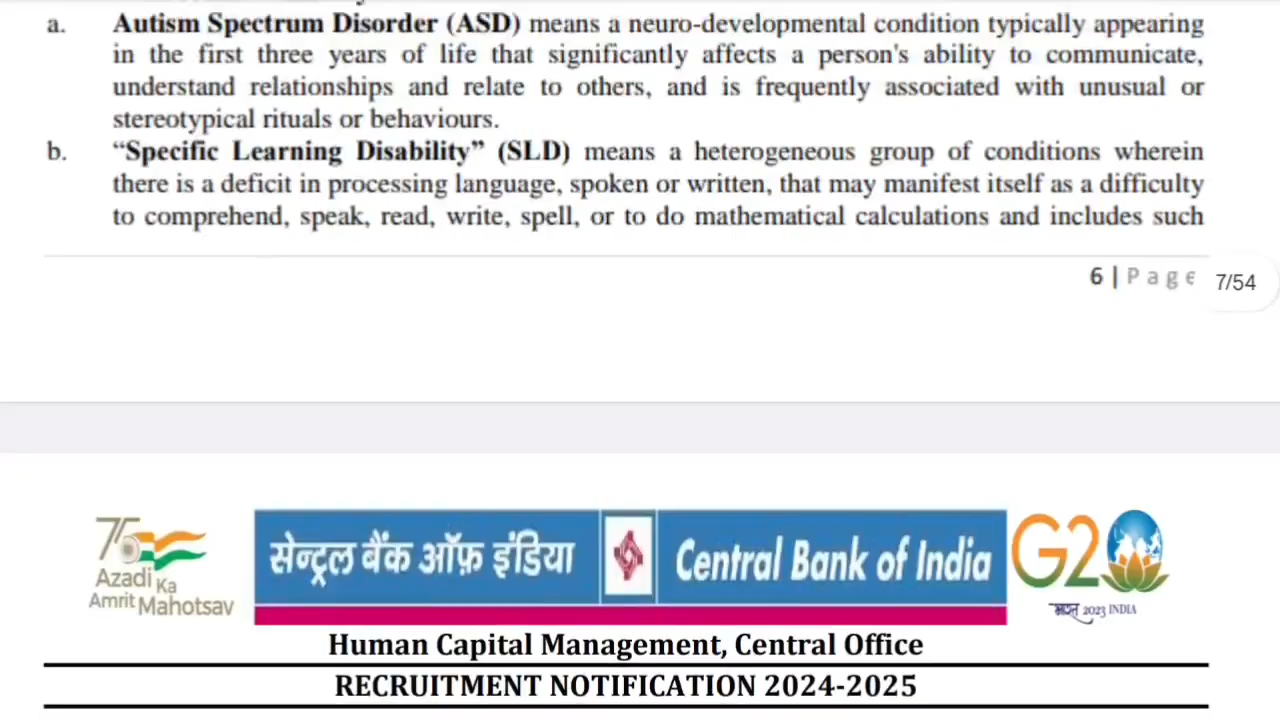 a. Autism Spectrum Disorder (ASD) means a neuro-developmental condition typically appearing
in the first three years of life that significantly affects a person's ability to communicate,
understand relationships and relate to others, and is frequently associated with unusual or
stereotypical rituals or behaviours.
b. “Specific Learning Disability” (SLD) means a heterogeneous group of conditions wherein
there is a deficit in processing language, spoken or written, that may manifest itself as a difficulty
to comprehend, speak, read, write, spell, or to do mathematical calculations and includes such
6 | Page
7/54
75
Azadi Ka
Amrit Mahotsav
सेन्ट्रल बैंक ऑफ़ इंडिया
Central Bank of India
G20
भारत 2023 INDIA
Human Capital Management, Central Office
RECRUITMENT NOTIFICATION 2024-2025